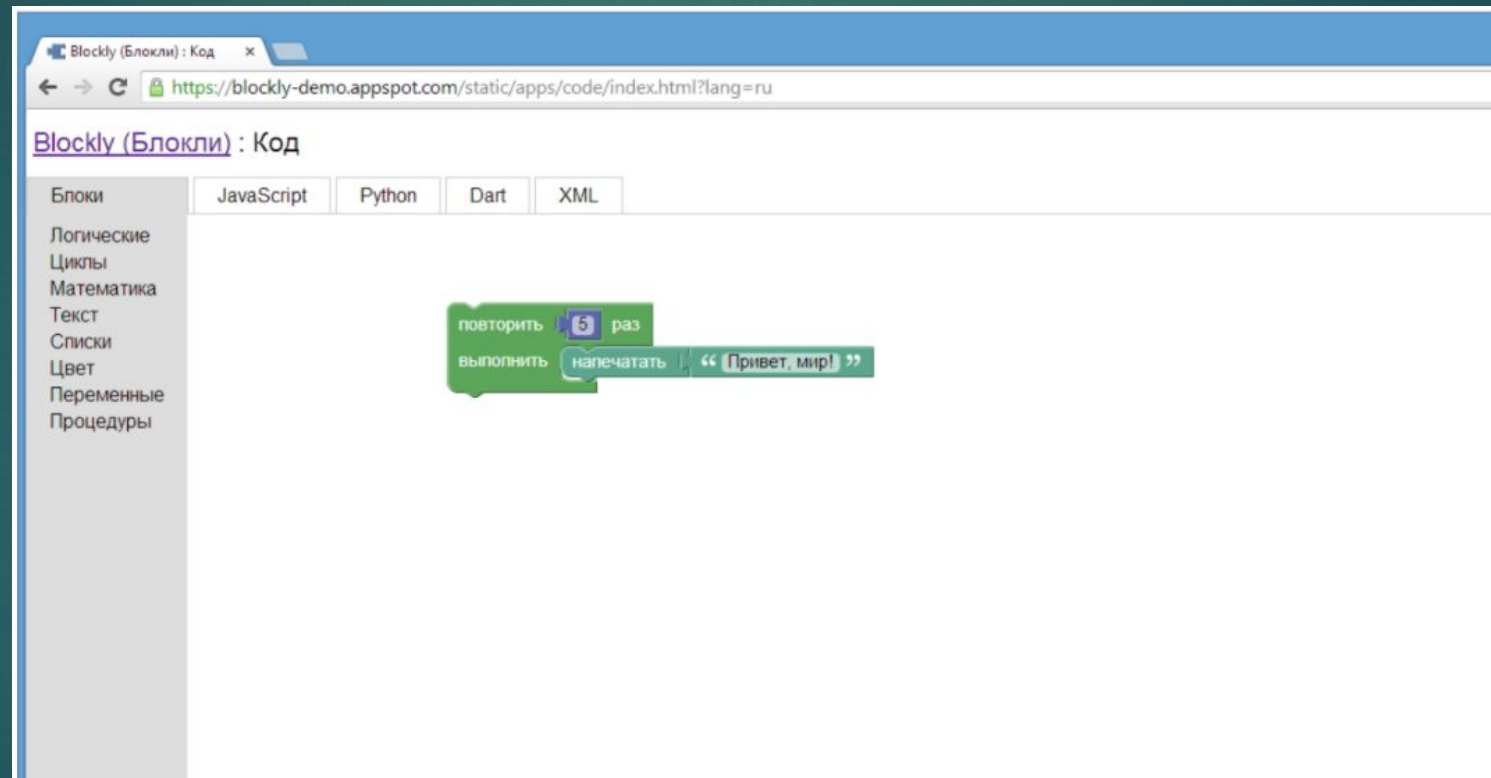 Blockly (Блокли) : Код
https://blockly-demo.appspot.com/static/apps/code/index.html?lang=ru
Blockly (Блокли) : Код
Блоки JavaScript Python Dart XML
Логические
Циклы
Математика
Текст
Списки
Цвет
Переменные
Процедуры
повторить 5 раз
выполнить напечатать “ Привет, мир! ”